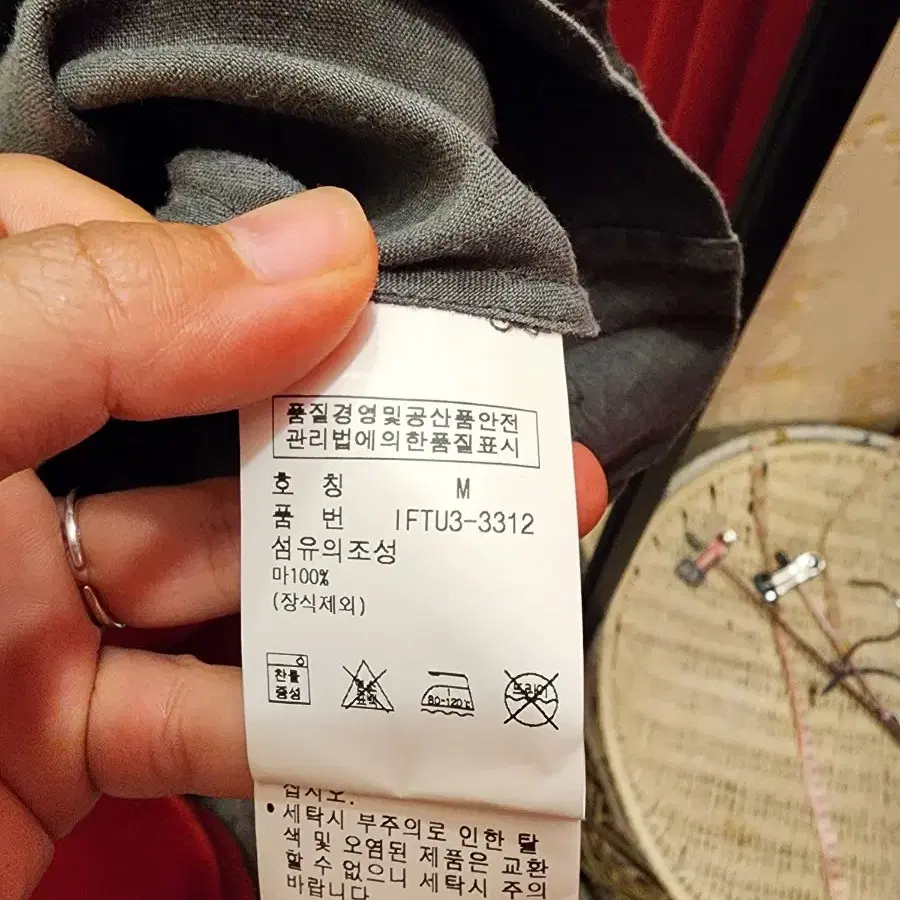 품질경영및공산품안전
관리법에의한품질표시
호 칭 M
품 번 IFTU3-3312
섬유의조성
마100%
(장식제외)
찬물
중성
80-120℃
드라이
십시오.
• 세탁시 부주의로 인한 탈
색 및 오염된 제품은 교환
할 수 없으니 세탁시 주의
바랍니다